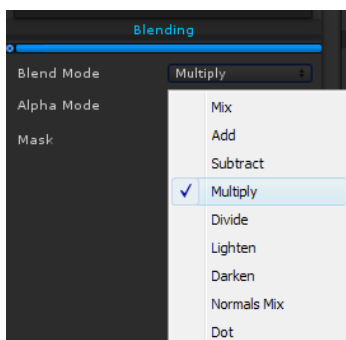 Blending
Blend Mode Multiply
Alpha Mode
Mask
Mix
Add
Subtract
Multiply
Divide
Lighten
Darken
Normals Mix
Dot